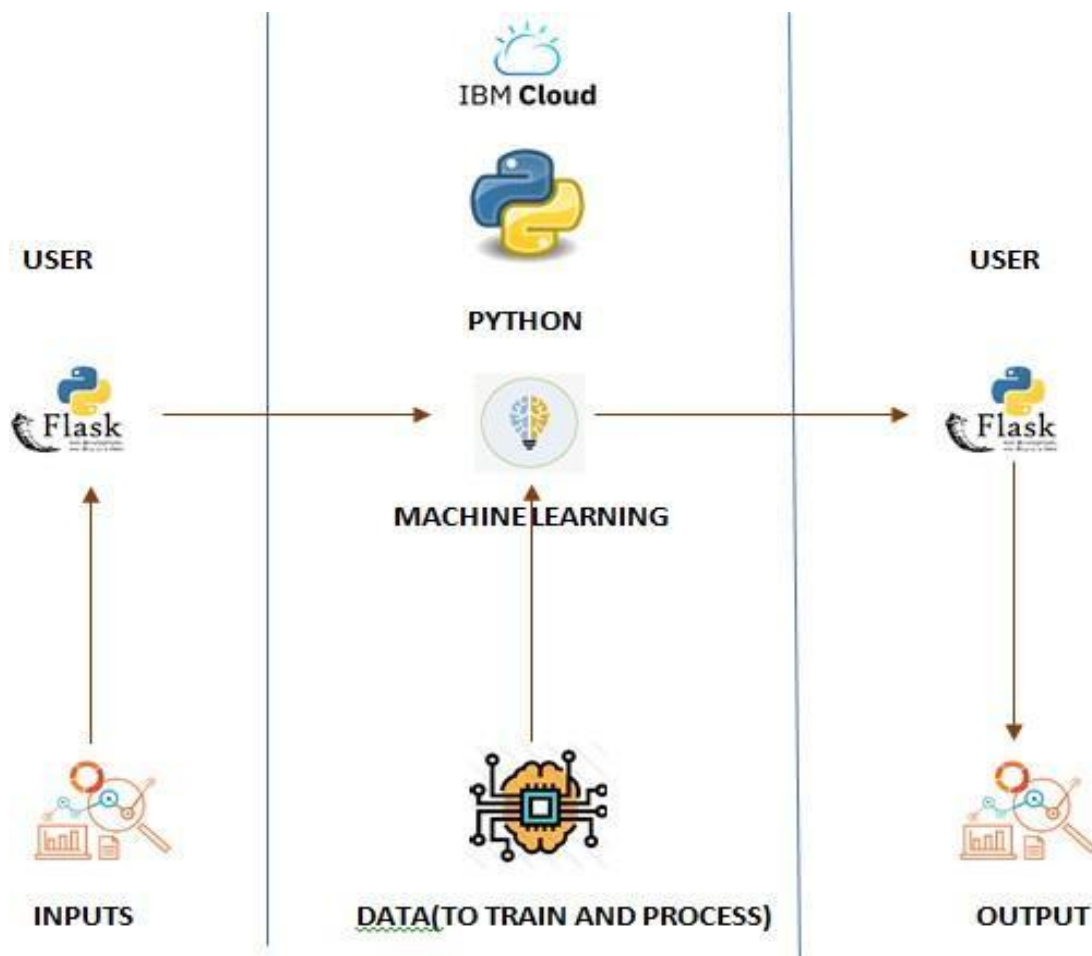 IBM Cloud
USER
USER
PYTHON
Flask
Flask
MACHINE LEARNING
INPUTS
DATA(TO TRAIN AND PROCESS)
OUTPUT